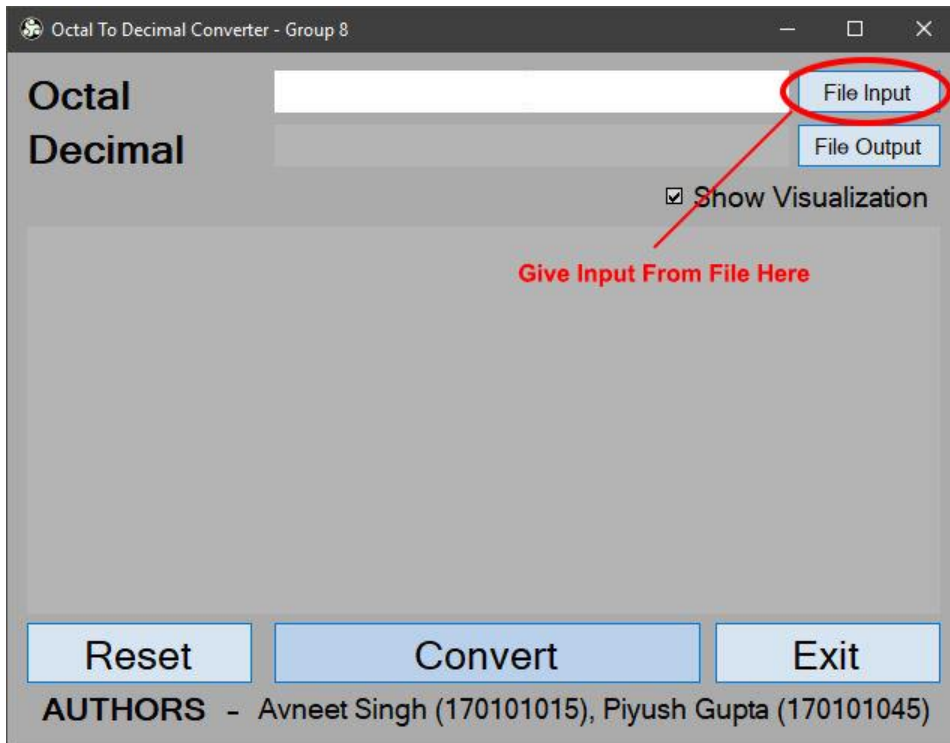 Octal To Decimal Converter - Group 8
Octal File Input
Decimal File Output
Show Visualization
Give Input From File Here
Reset Convert Exit
AUTHORS - Avneet Singh (170101015), Piyush Gupta (170101045)